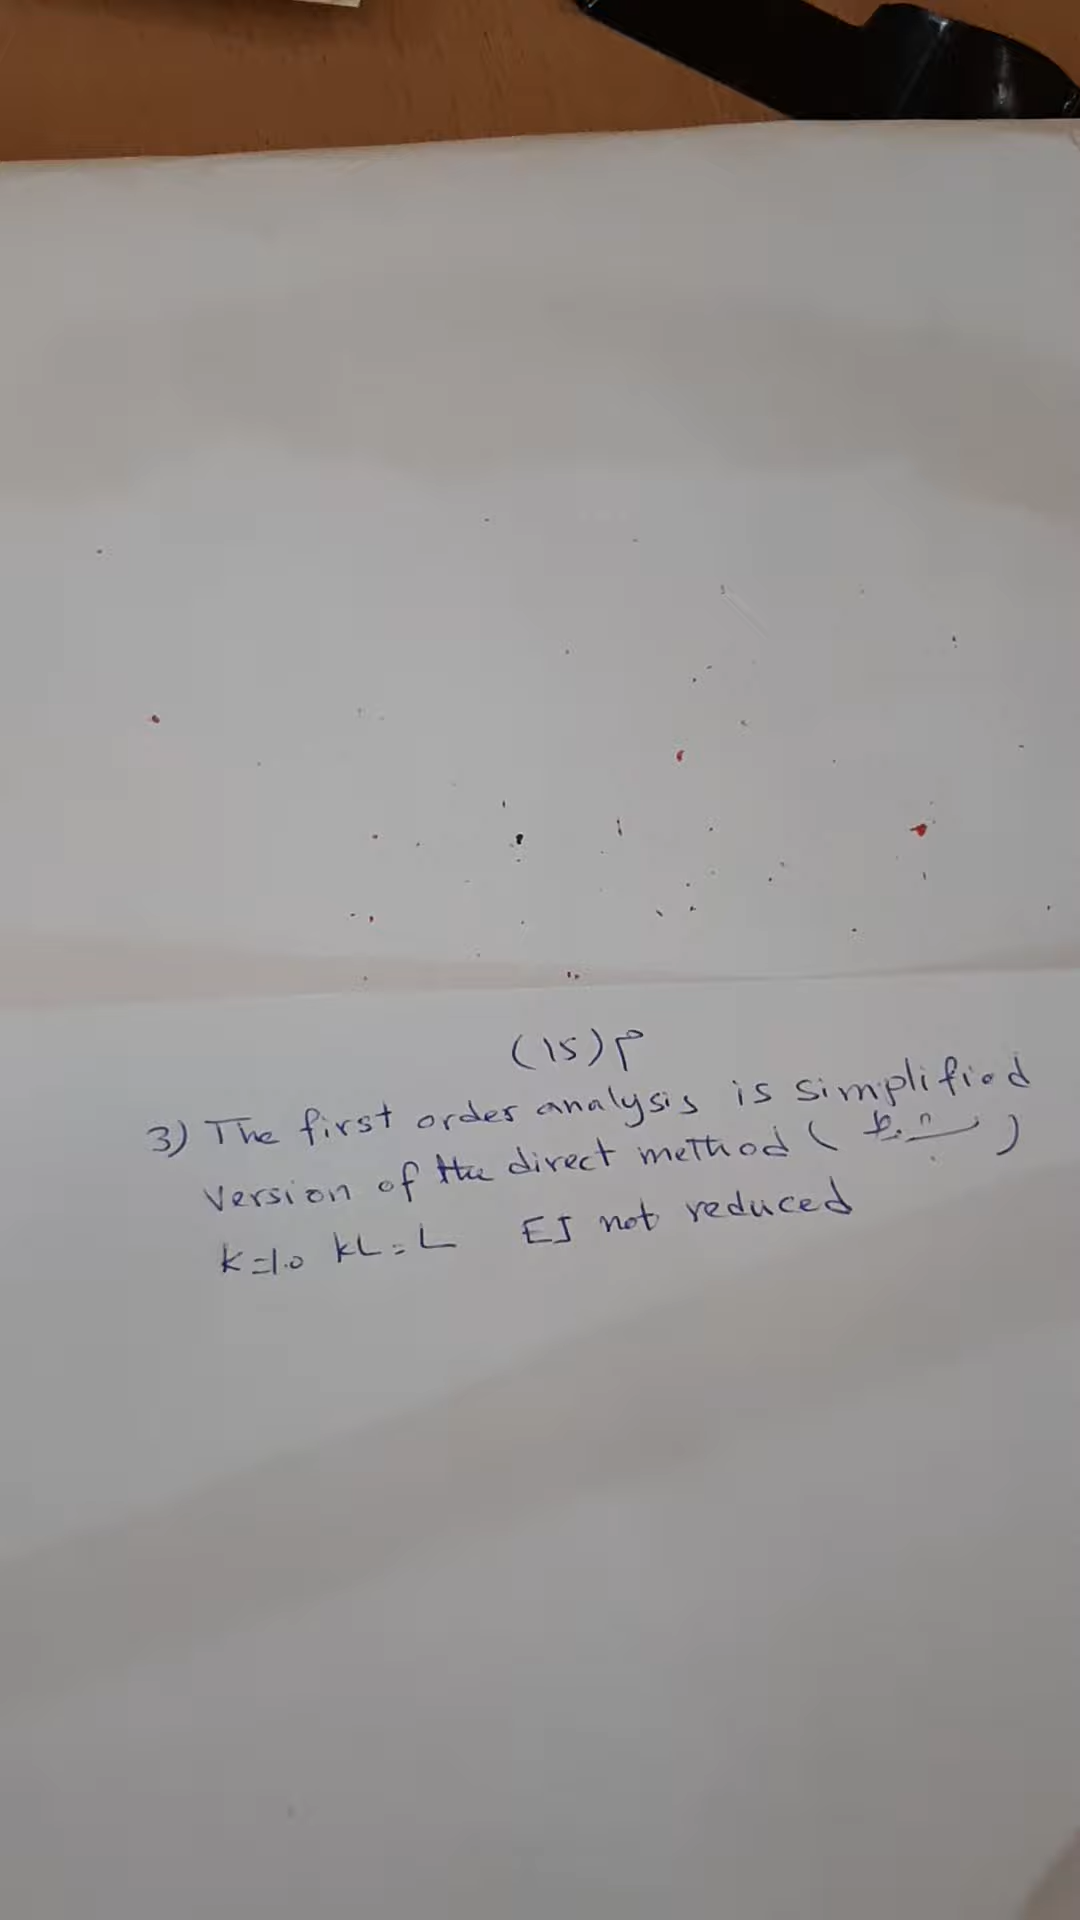 (15) م
3) The first order analysis is simplified
version of the direct method ( )
k=1.0 kL=L EI not reduced